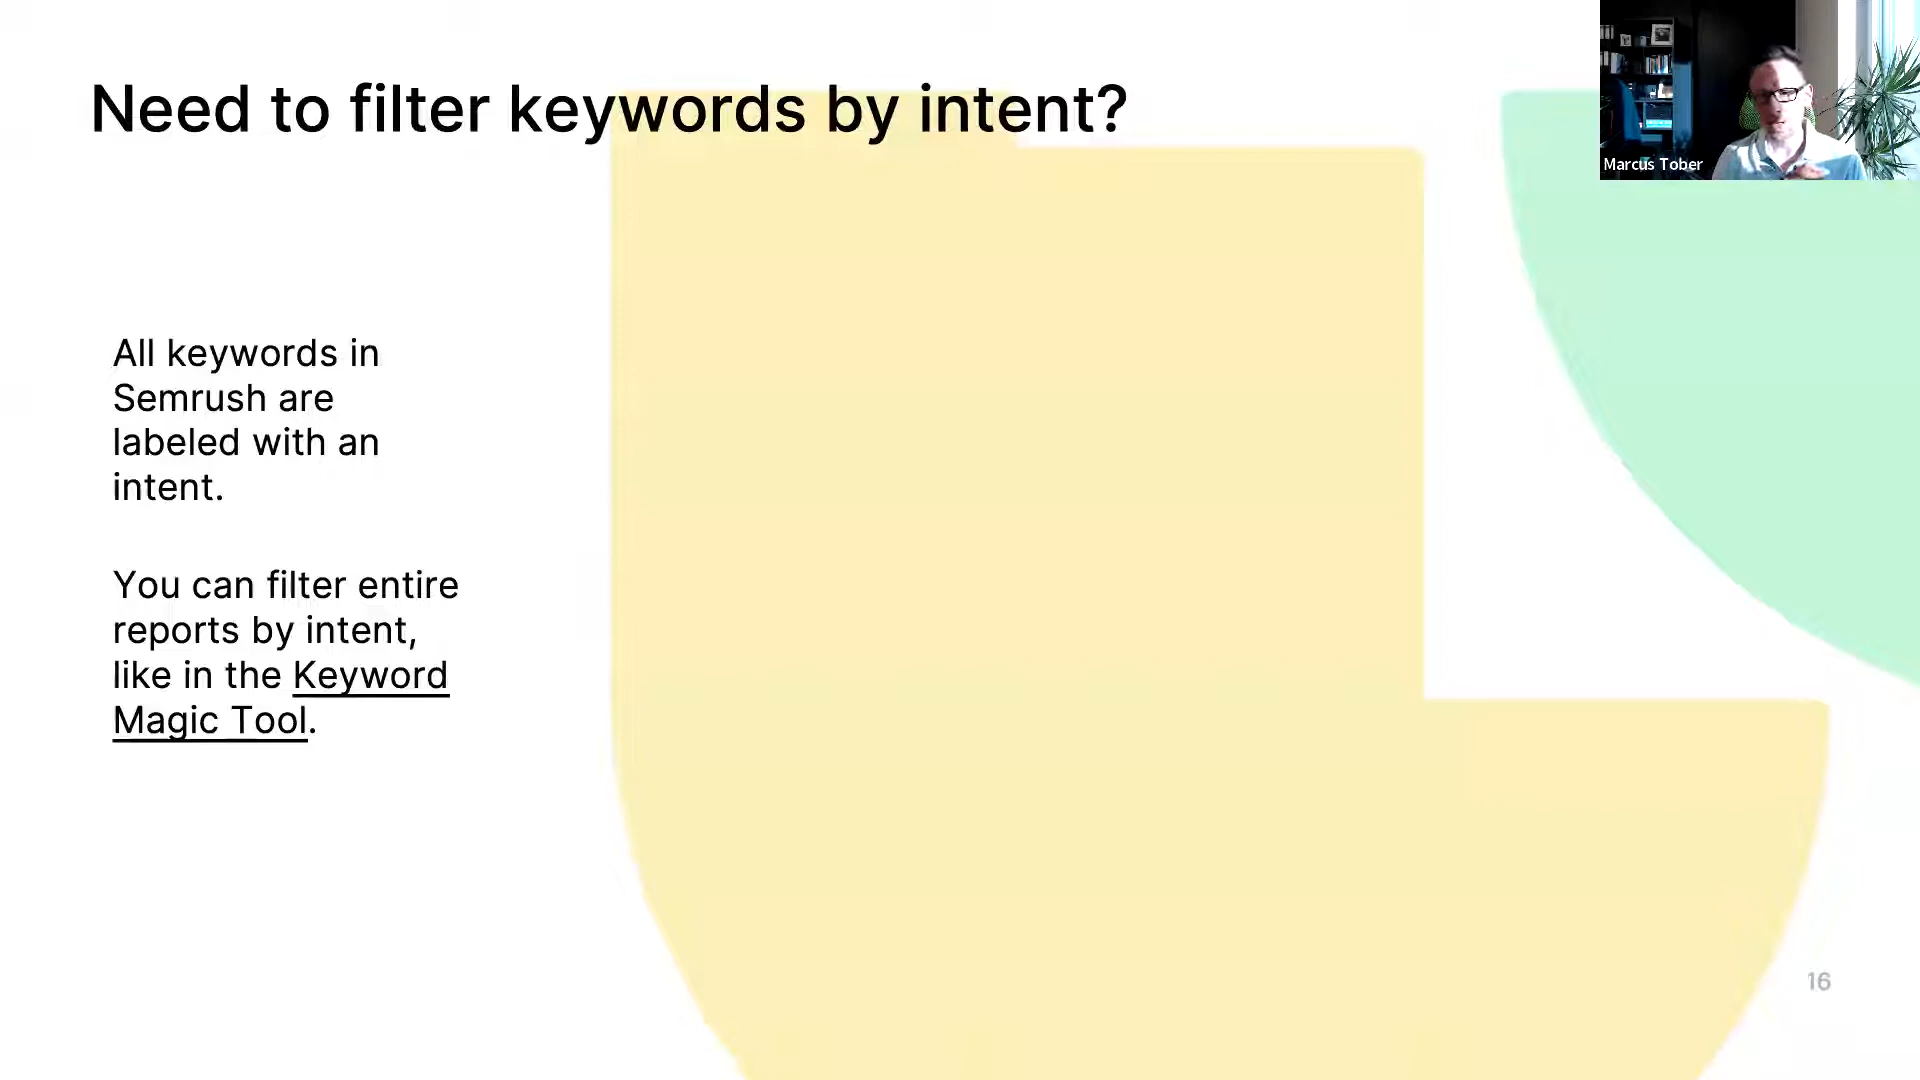 Need to filter keywords by intent?
Marcus Tober
All keywords in
Semrush are
labeled with an
intent.
You can filter entire
reports by intent,
like in the Keyword
Magic Tool.
16